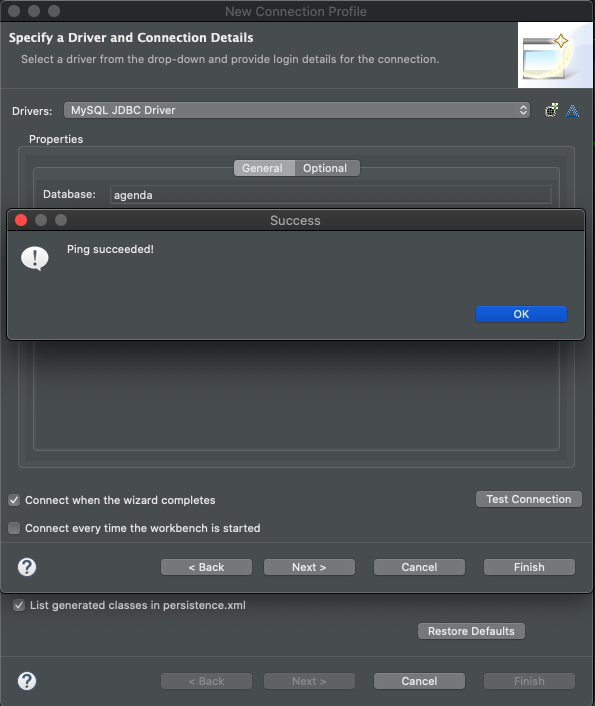 New Connection Profile
Specify a Driver and Connection Details
Select a driver from the drop-down and provide login details for the connection.
Drivers: MySQL JDBC Driver
Properties
General Optional
Database: agenda
Success
Ping succeeded!
OK
Connect when the wizard completes
Test Connection
Connect every time the workbench is started
? < Back Next > Cancel Finish
List generated classes in persistence.xml
Restore Defaults
? < Back Next > Cancel Finish